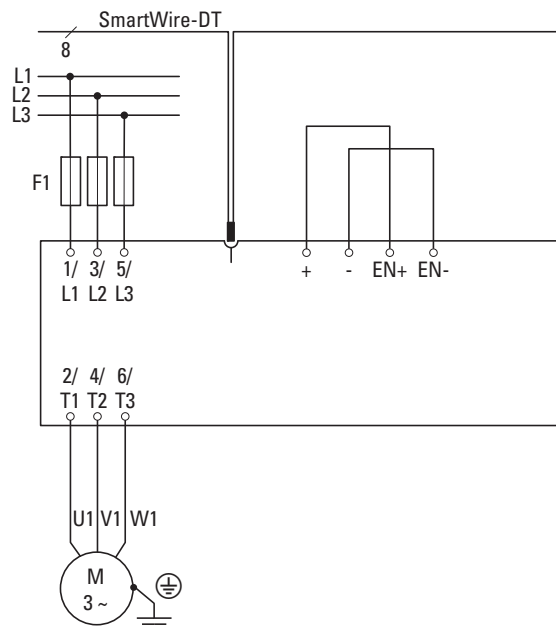 SmartWire-DT
8
L1
L2
L3
F1
1/ 3/ 5/
L1 L2 L3
+ - EN+ EN-
2/ 4/ 6/
T1 T2 T3
U1 V1 W1
M
3 ~